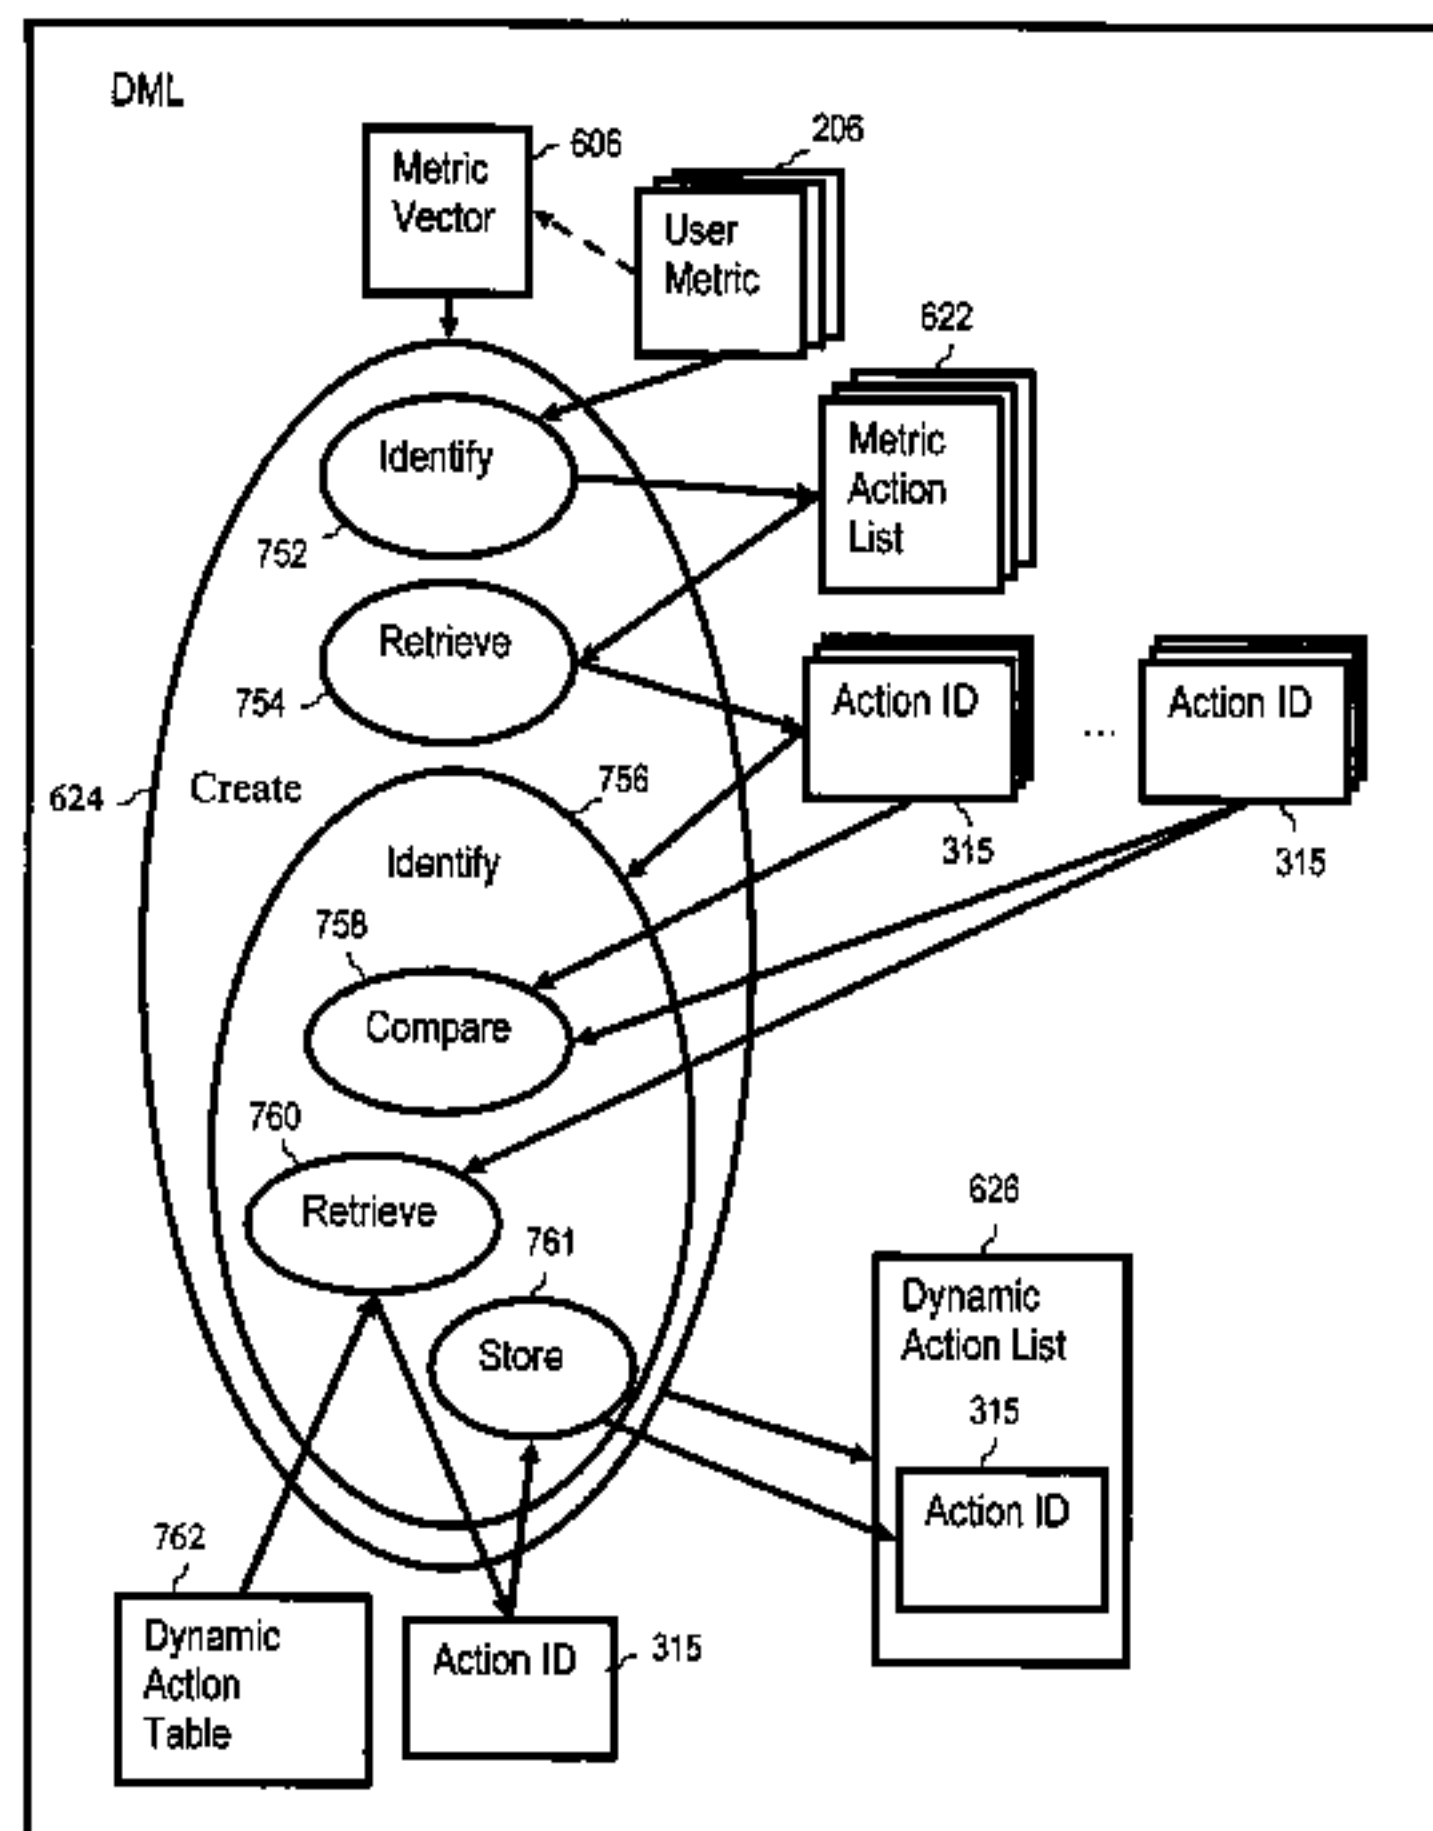 DML
606
206
Metric
Vector
User
Metric
622
Identify
Metric
Action
List
752
Retrieve
754
Action ID
...
Action ID
624
Create
756
315
315
Identify
758
Compare
760
Retrieve
761
626
Store
Dynamic
Action List
315
Action ID
762
Dynamic
Action
Table
Action ID
315